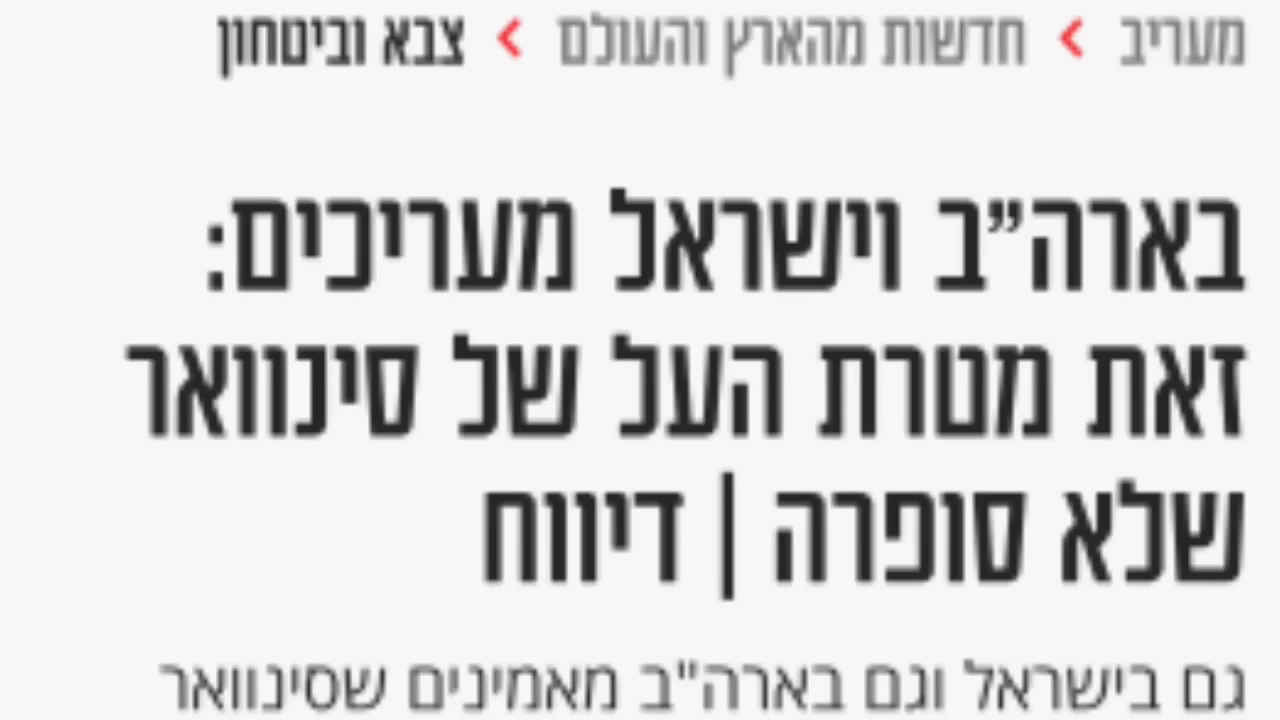 מעריב > חדשות מהארץ והעולם > צבא וביטחון
בארה”ב וישראל מעריכים:
זאת מטרת העל של סינוואר
שלא סופרה | דיווח
גם בישראל וגם בארה"ב מאמינים שסינוואר